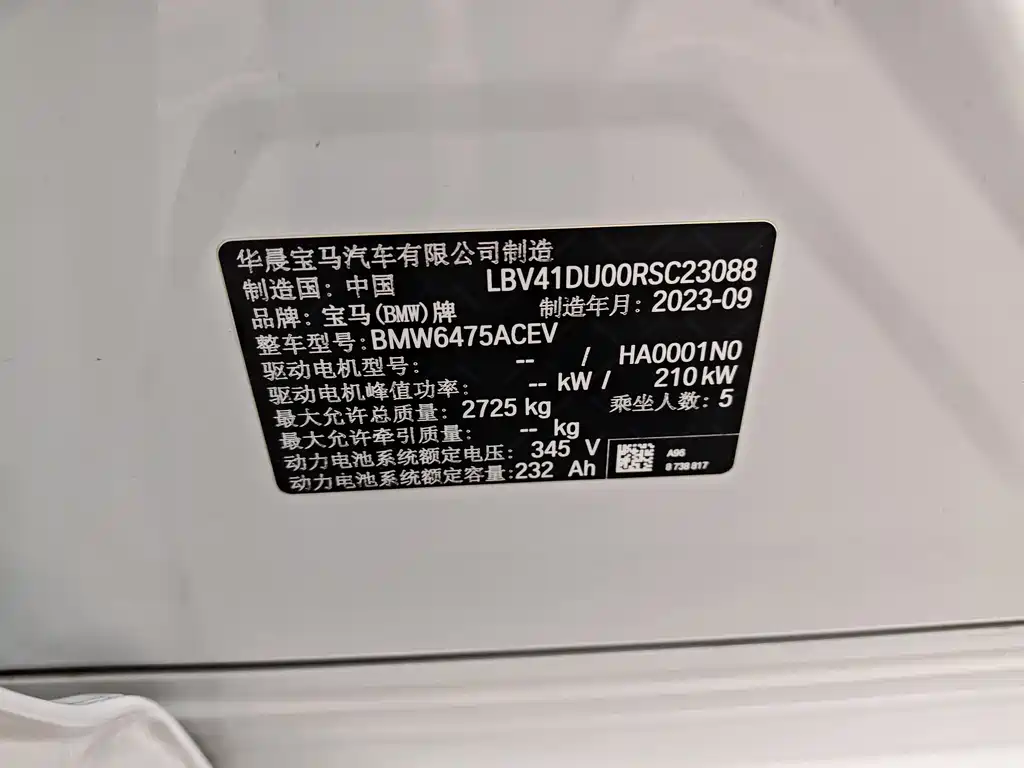 华晨宝马汽车有限公司制造
制造国：中国 LBV41DU00RSC23088
品牌：宝马(BMW)牌 制造年月：2023-09
整车型号：BMW6475ACEV
驱动电机型号： -- / HA0001N0
驱动电机峰值功率： -- kW / 210 kW
最大允许总质量：2725 kg 乘坐人数：5
最大允许牵引质量： -- kg
动力电池系统额定电压：345 V
动力电池系统额定容量：232 Ah
A96
8 738 817